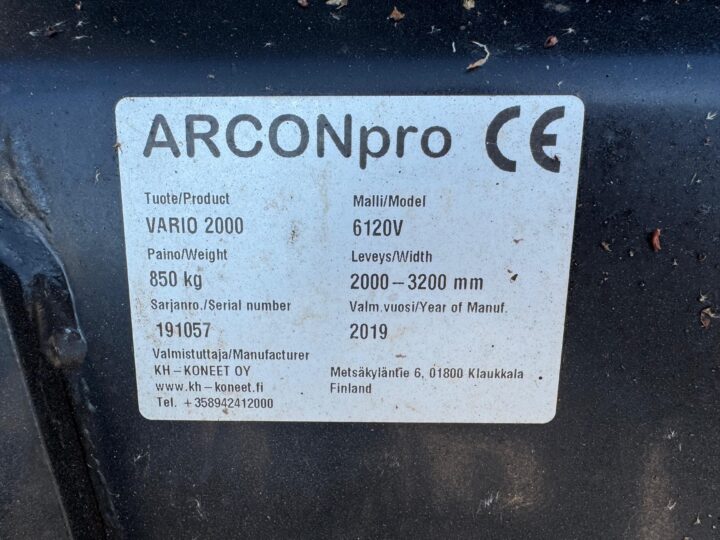 ARCONpro CE
Tuote/Product Malli/Model
VARIO 2000 6120V
Paino/Weight Leveys/Width
850 kg 2000–3200 mm
Sarjanro./Serial number Valm.vuosi/Year of Manuf.
191057 2019
Valmistuttaja/Manufacturer
KH–KONEET OY Metsäkyläntie 6, 01800 Klaukkala
www.kh–koneet.fi Finland
Tel. +358942412000